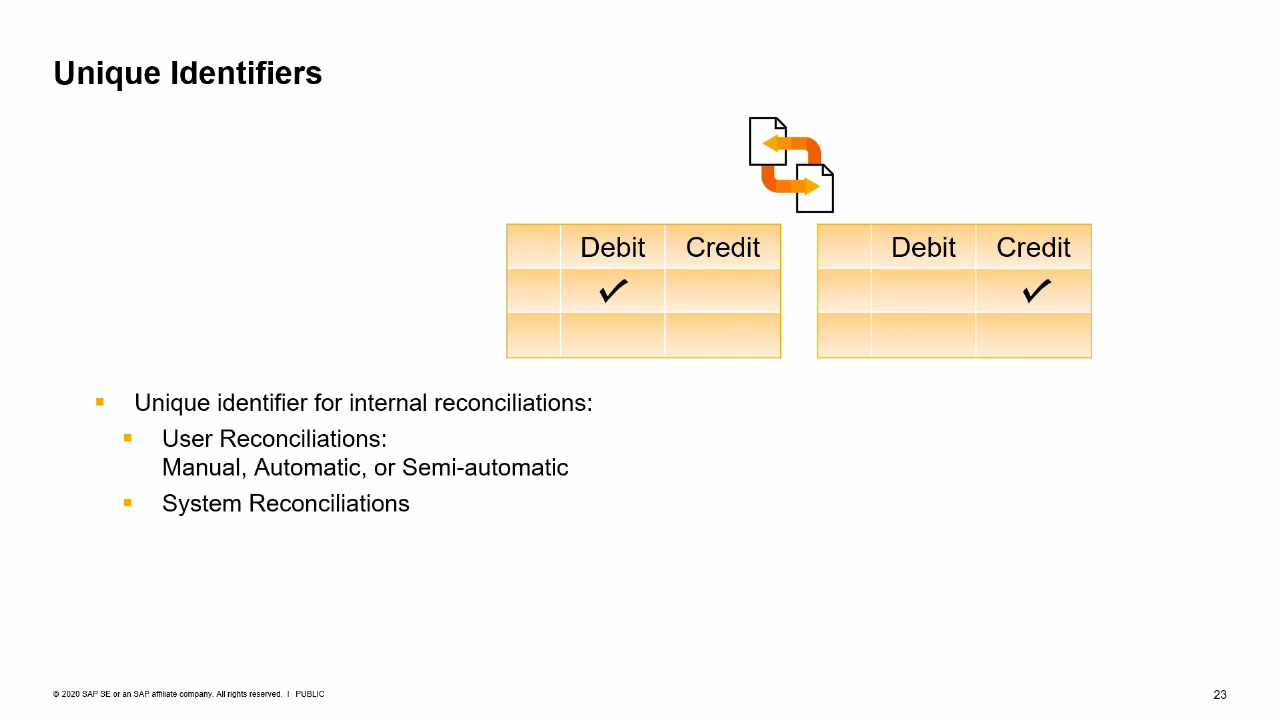 Unique Identifiers
Debit Credit
Debit Credit
Unique identifier for internal reconciliations:
User Reconciliations:
Manual, Automatic, or Semi-automatic
System Reconciliations
© 2020 SAP SE or an SAP affiliate company. All rights reserved. I PUBLIC
23